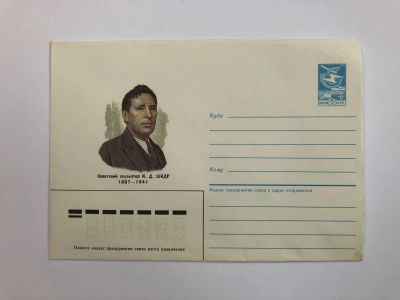 Куда
Кому
Советский скульптор И. Д. ШАДР
1887—1941
Индекс предприятия связи и адрес отправителя
Пишите индекс предприятия связи места назначения